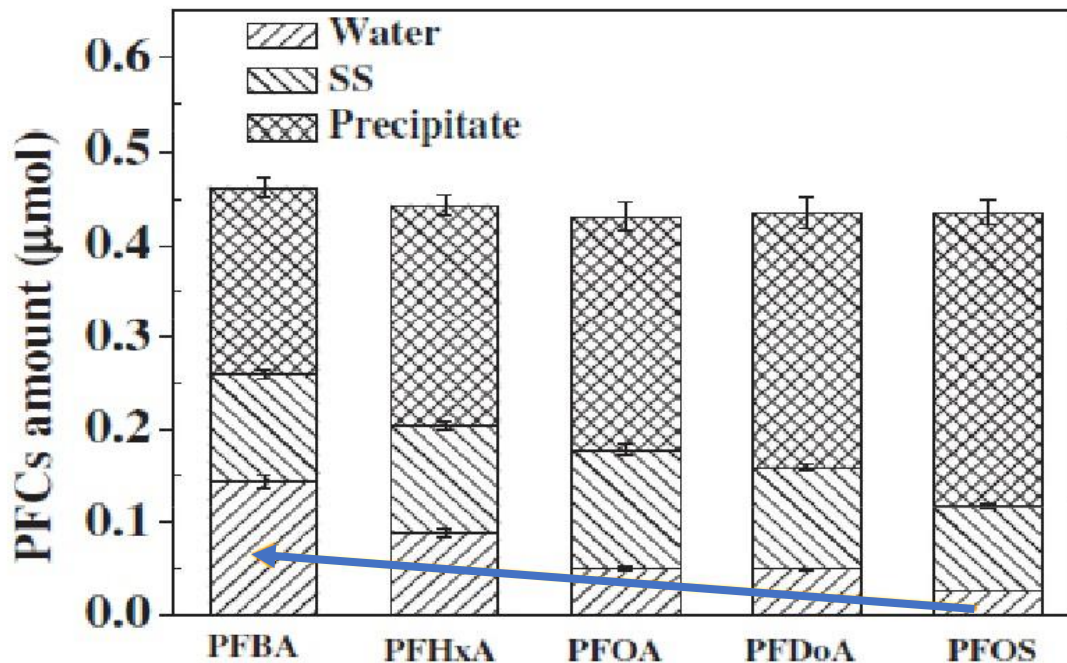 Water
SS
Precipitate
PFCs amount (μmol)
0.6
0.5
0.4
0.3
0.2
0.1
0.0
PFBA PFHxA PFOA PFDoA PFOS